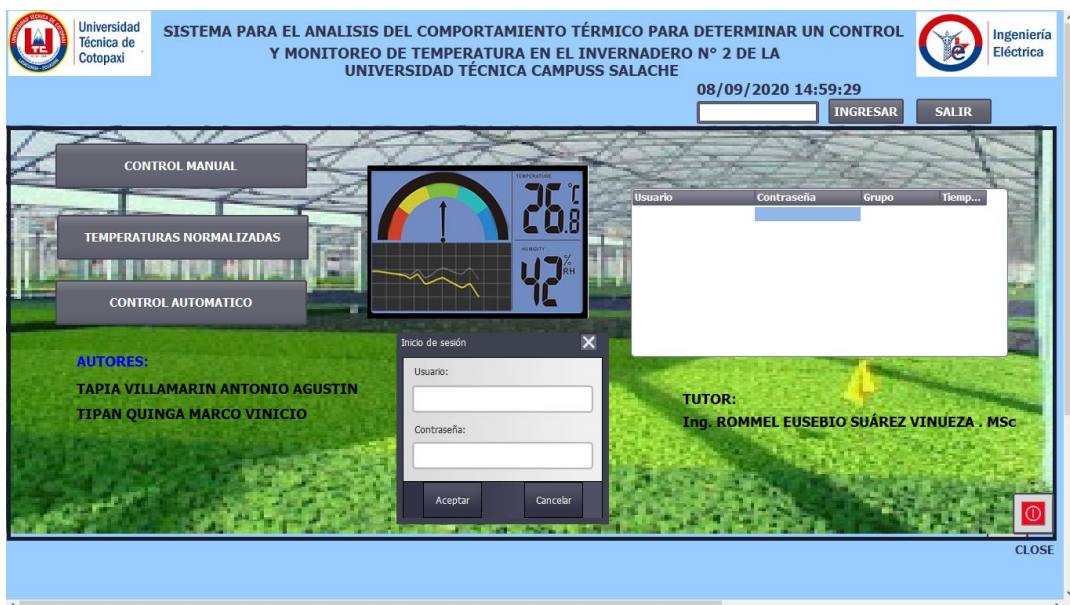 Universidad
Técnica de
Cotopaxi
SISTEMA PARA EL ANALISIS DEL COMPORTAMIENTO TÉRMICO PARA DETERMINAR UN CONTROL
Y MONITOREO DE TEMPERATURA EN EL INVERNADERO N° 2 DE LA
UNIVERSIDAD TÉCNICA CAMPUSS SALACHE
Ingeniería
Eléctrica
08/09/2020 14:59:29
INGRESAR
SALIR
CONTROL MANUAL
TEMPERATURAS NORMALIZADAS
CONTROL AUTOMATICO
TEMPERATURE
26.8 °C
HUMIDITY
42 % RH
Usuario Contraseña Grupo Tiemp...
Inicio de sesión
Usuario:
Contraseña:
Aceptar Cancelar
AUTORES:
TAPIA VILLAMARIN ANTONIO AGUSTIN
TIPAN QUINGA MARCO VINICIO
TUTOR:
Ing. ROMMEL EUSEBIO SUÁREZ VINUEZA . MSc
CLOSE